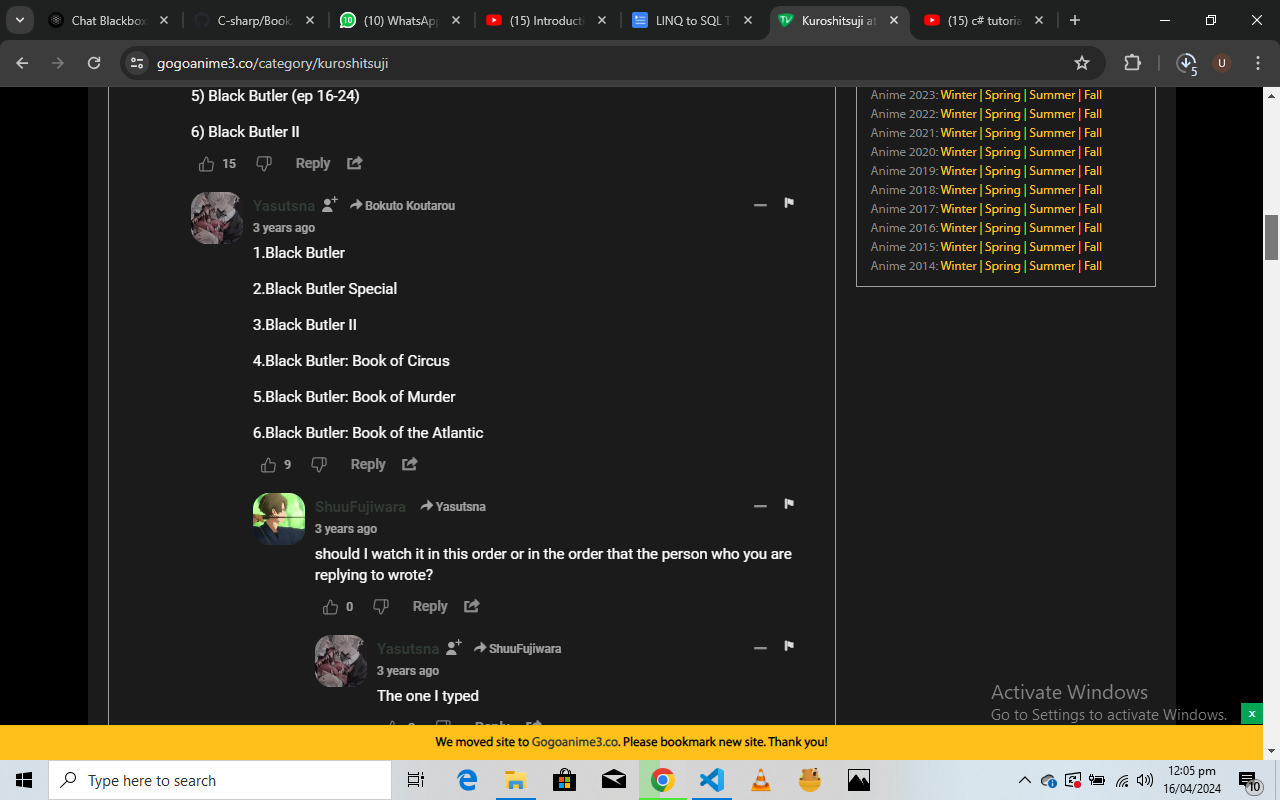 Chat Blackbox
C-sharp/Book
(10) WhatsApp
(15) Introducti
LINQ to SQL T
Kuroshitsuji at
(15) c# tutoria
gogoanime3.co/category/kuroshitsuji
5
U
5) Black Butler (ep 16-24)
6) Black Butler II
15 Reply
Yasutsna Bokuto Koutarou
3 years ago
1.Black Butler
2.Black Butler Special
3.Black Butler II
4.Black Butler: Book of Circus
5.Black Butler: Book of Murder
6.Black Butler: Book of the Atlantic
9 Reply
ShuuFujiwara Yasutsna
3 years ago
should I watch it in this order or in the order that the person who you are
replying to wrote?
0 Reply
Yasutsna ShuuFujiwara
3 years ago
The one I typed
Reply
Anime 2023: Winter | Spring | Summer | Fall
Anime 2022: Winter | Spring | Summer | Fall
Anime 2021: Winter | Spring | Summer | Fall
Anime 2020: Winter | Spring | Summer | Fall
Anime 2019: Winter | Spring | Summer | Fall
Anime 2018: Winter | Spring | Summer | Fall
Anime 2017: Winter | Spring | Summer | Fall
Anime 2016: Winter | Spring | Summer | Fall
Anime 2015: Winter | Spring | Summer | Fall
Anime 2014: Winter | Spring | Summer | Fall
Activate Windows
Go to Settings to activate Windows.
x
We moved site to Gogoanime3.co. Please bookmark new site. Thank you!
Type here to search
12:05 pm
16/04/2024
10